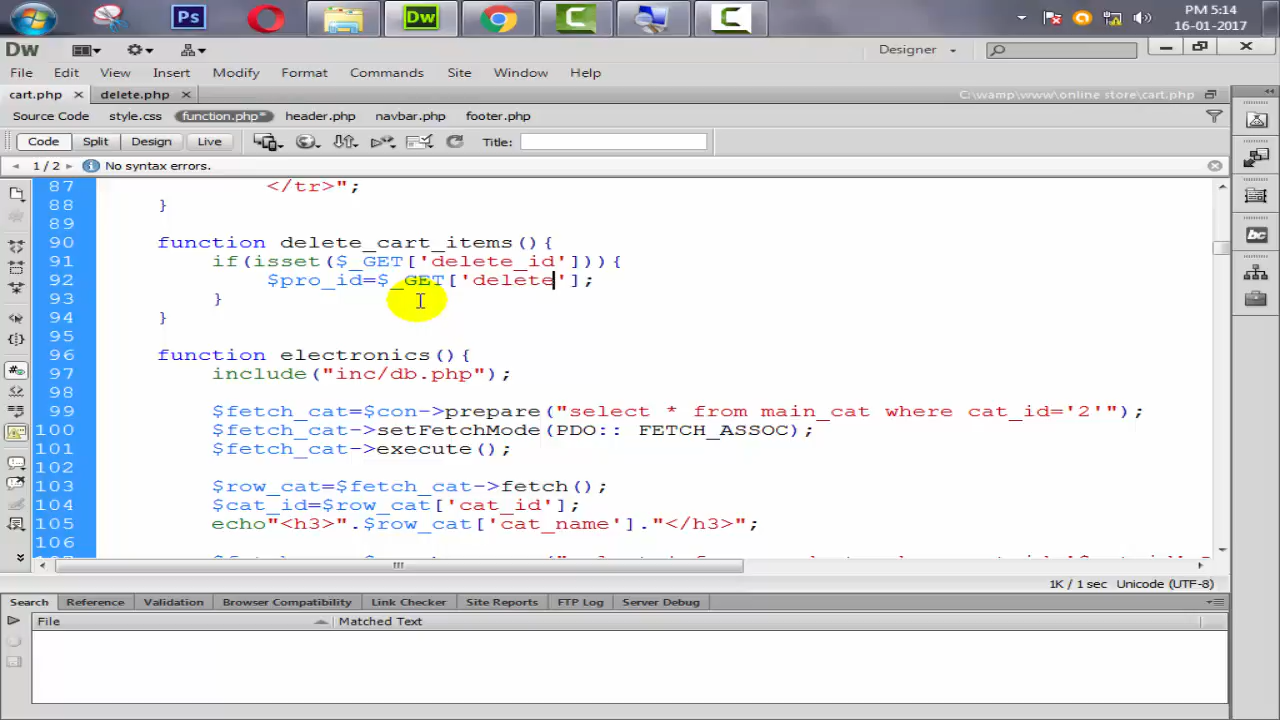 Ps
Dw
PM 5:14
16-01-2017
Dw
Designer
File Edit View Insert Modify Format Commands Site Window Help
cart.php delete.php C:\wamp\www\online store\cart.php
Source Code style.css function.php* header.php navbar.php footer.php
Code Split Design Live Title:
1 / 2 No syntax errors.
87 </tr>";
88 }
89
90 function delete_cart_items(){
91 if(isset($_GET['delete_id'])){
92 $pro_id=$_GET['delete'];
93 }
94 }
95
96 function electronics(){
97 include("inc/db.php");
98
99 $fetch_cat=$con->prepare("select * from main_cat where cat_id='2'");
100 $fetch_cat->setFetchMode(PDO:: FETCH_ASSOC);
101 $fetch_cat->execute();
102
103 $row_cat=$fetch_cat->fetch();
104 $cat_id=$row_cat['cat_id'];
105 echo"<h3>".$row_cat['cat_name']."</h3>";
106
1K / 1 sec Unicode (UTF-8)
Search Reference Validation Browser Compatibility Link Checker Site Reports FTP Log Server Debug
File Matched Text